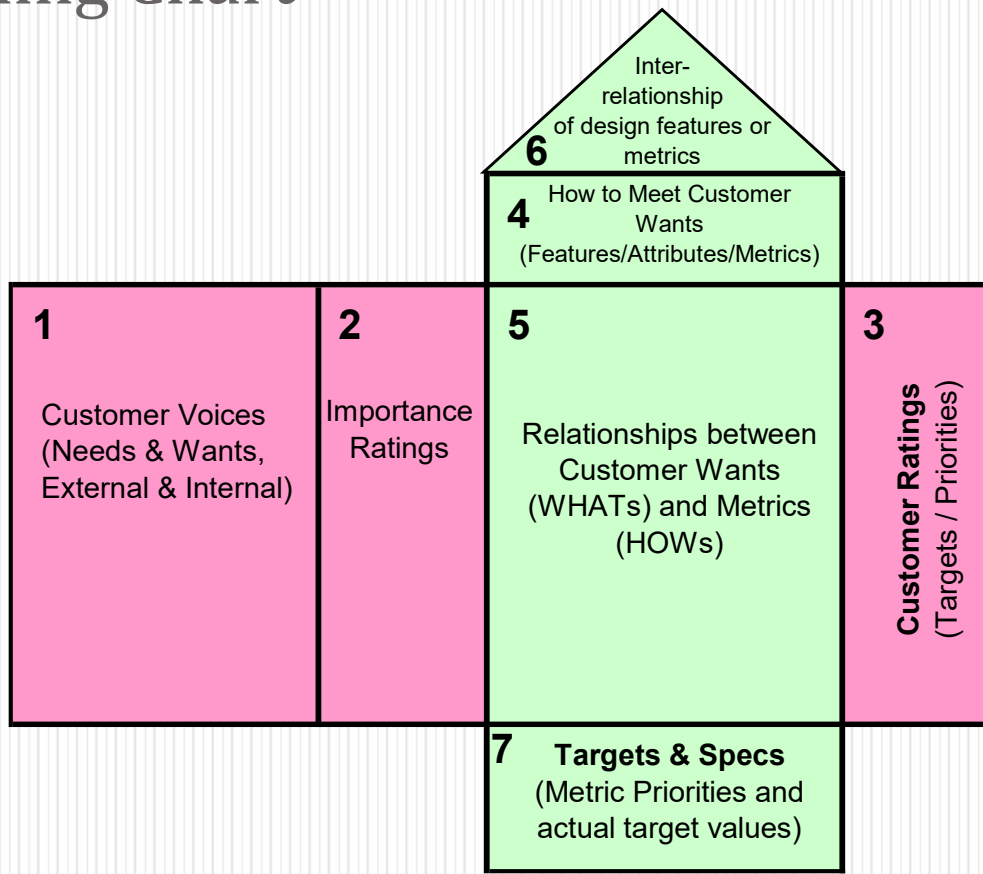 Chart
Inter-
relationship
of design features or
metrics
6
4
How to Meet Customer
Wants
(Features/Attributes/Metrics)
1
Customer Voices
(Needs & Wants,
External & Internal)
2
Importance
Ratings
5
Relationships between
Customer Wants
(WHATs) and Metrics
(HOWs)
3
Customer Ratings
(Targets / Priorities)
7
Targets & Specs
(Metric Priorities and
actual target values)